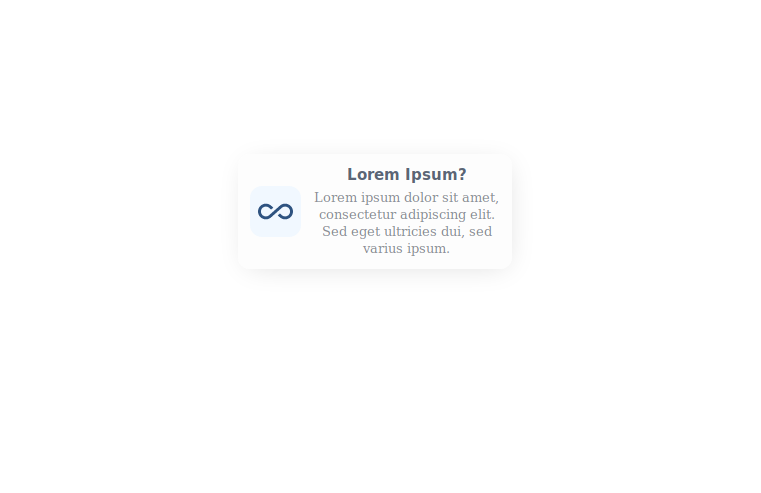 Lorem Ipsum?
Lorem ipsum dolor sit amet,
consectetur adipiscing elit.
Sed eget ultricies dui, sed
varius ipsum.